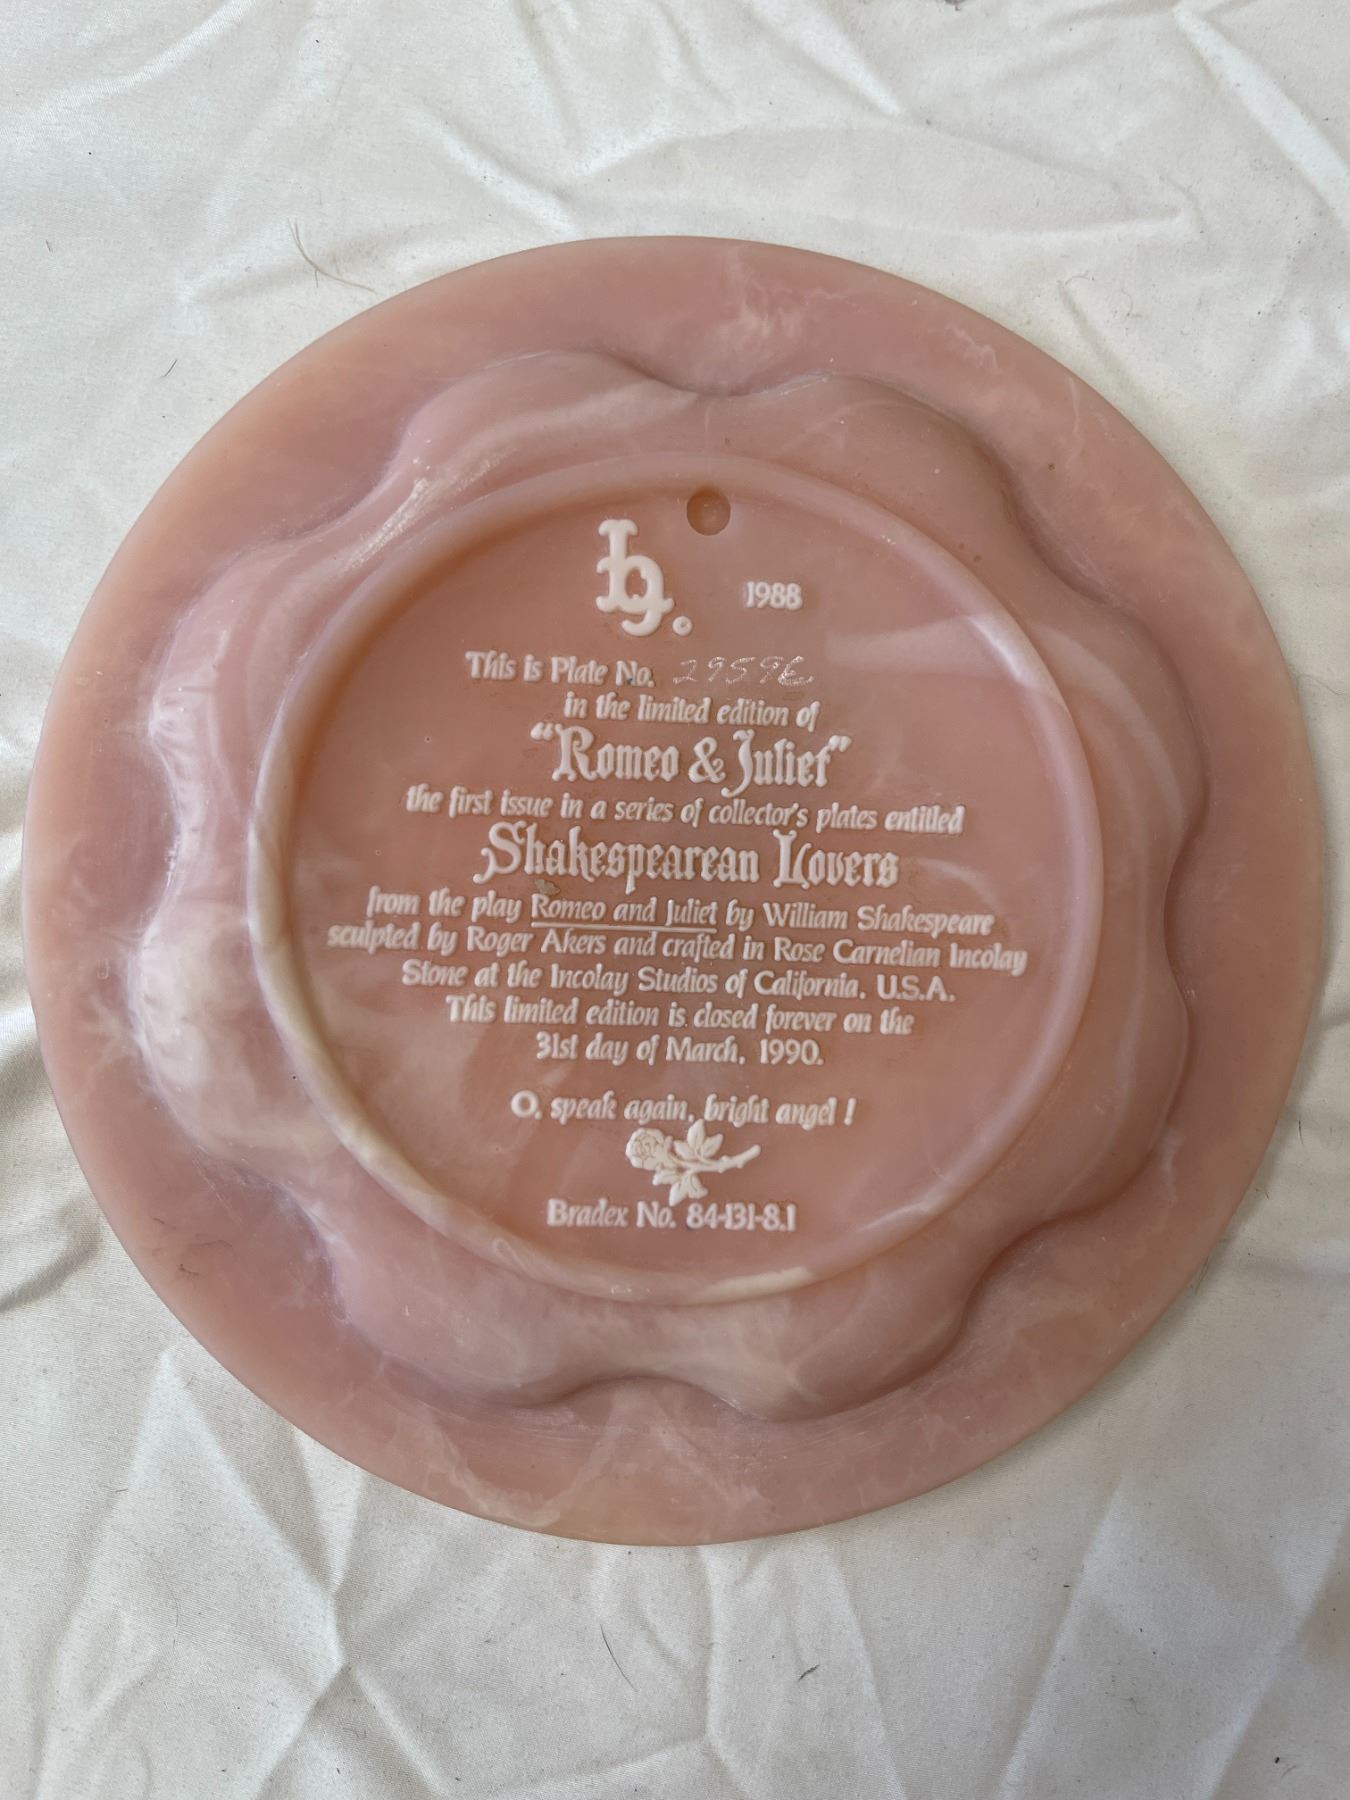 1988
This is Plate No. 2959
in the limited edition of
"Romeo & Juliet"
the first issue in a series of collector's plates entitled
Shakespearean Lovers
from the play Romeo and Juliet by William Shakespeare
sculpted by Roger Akers and crafted in Rose Carnelian Incolay
Stone at the Incolay Studios of California, U.S.A.
This limited edition is closed forever on the
31st day of March, 1990.
O, speak again, bright angel !
Bradex No. 84-131-8.1